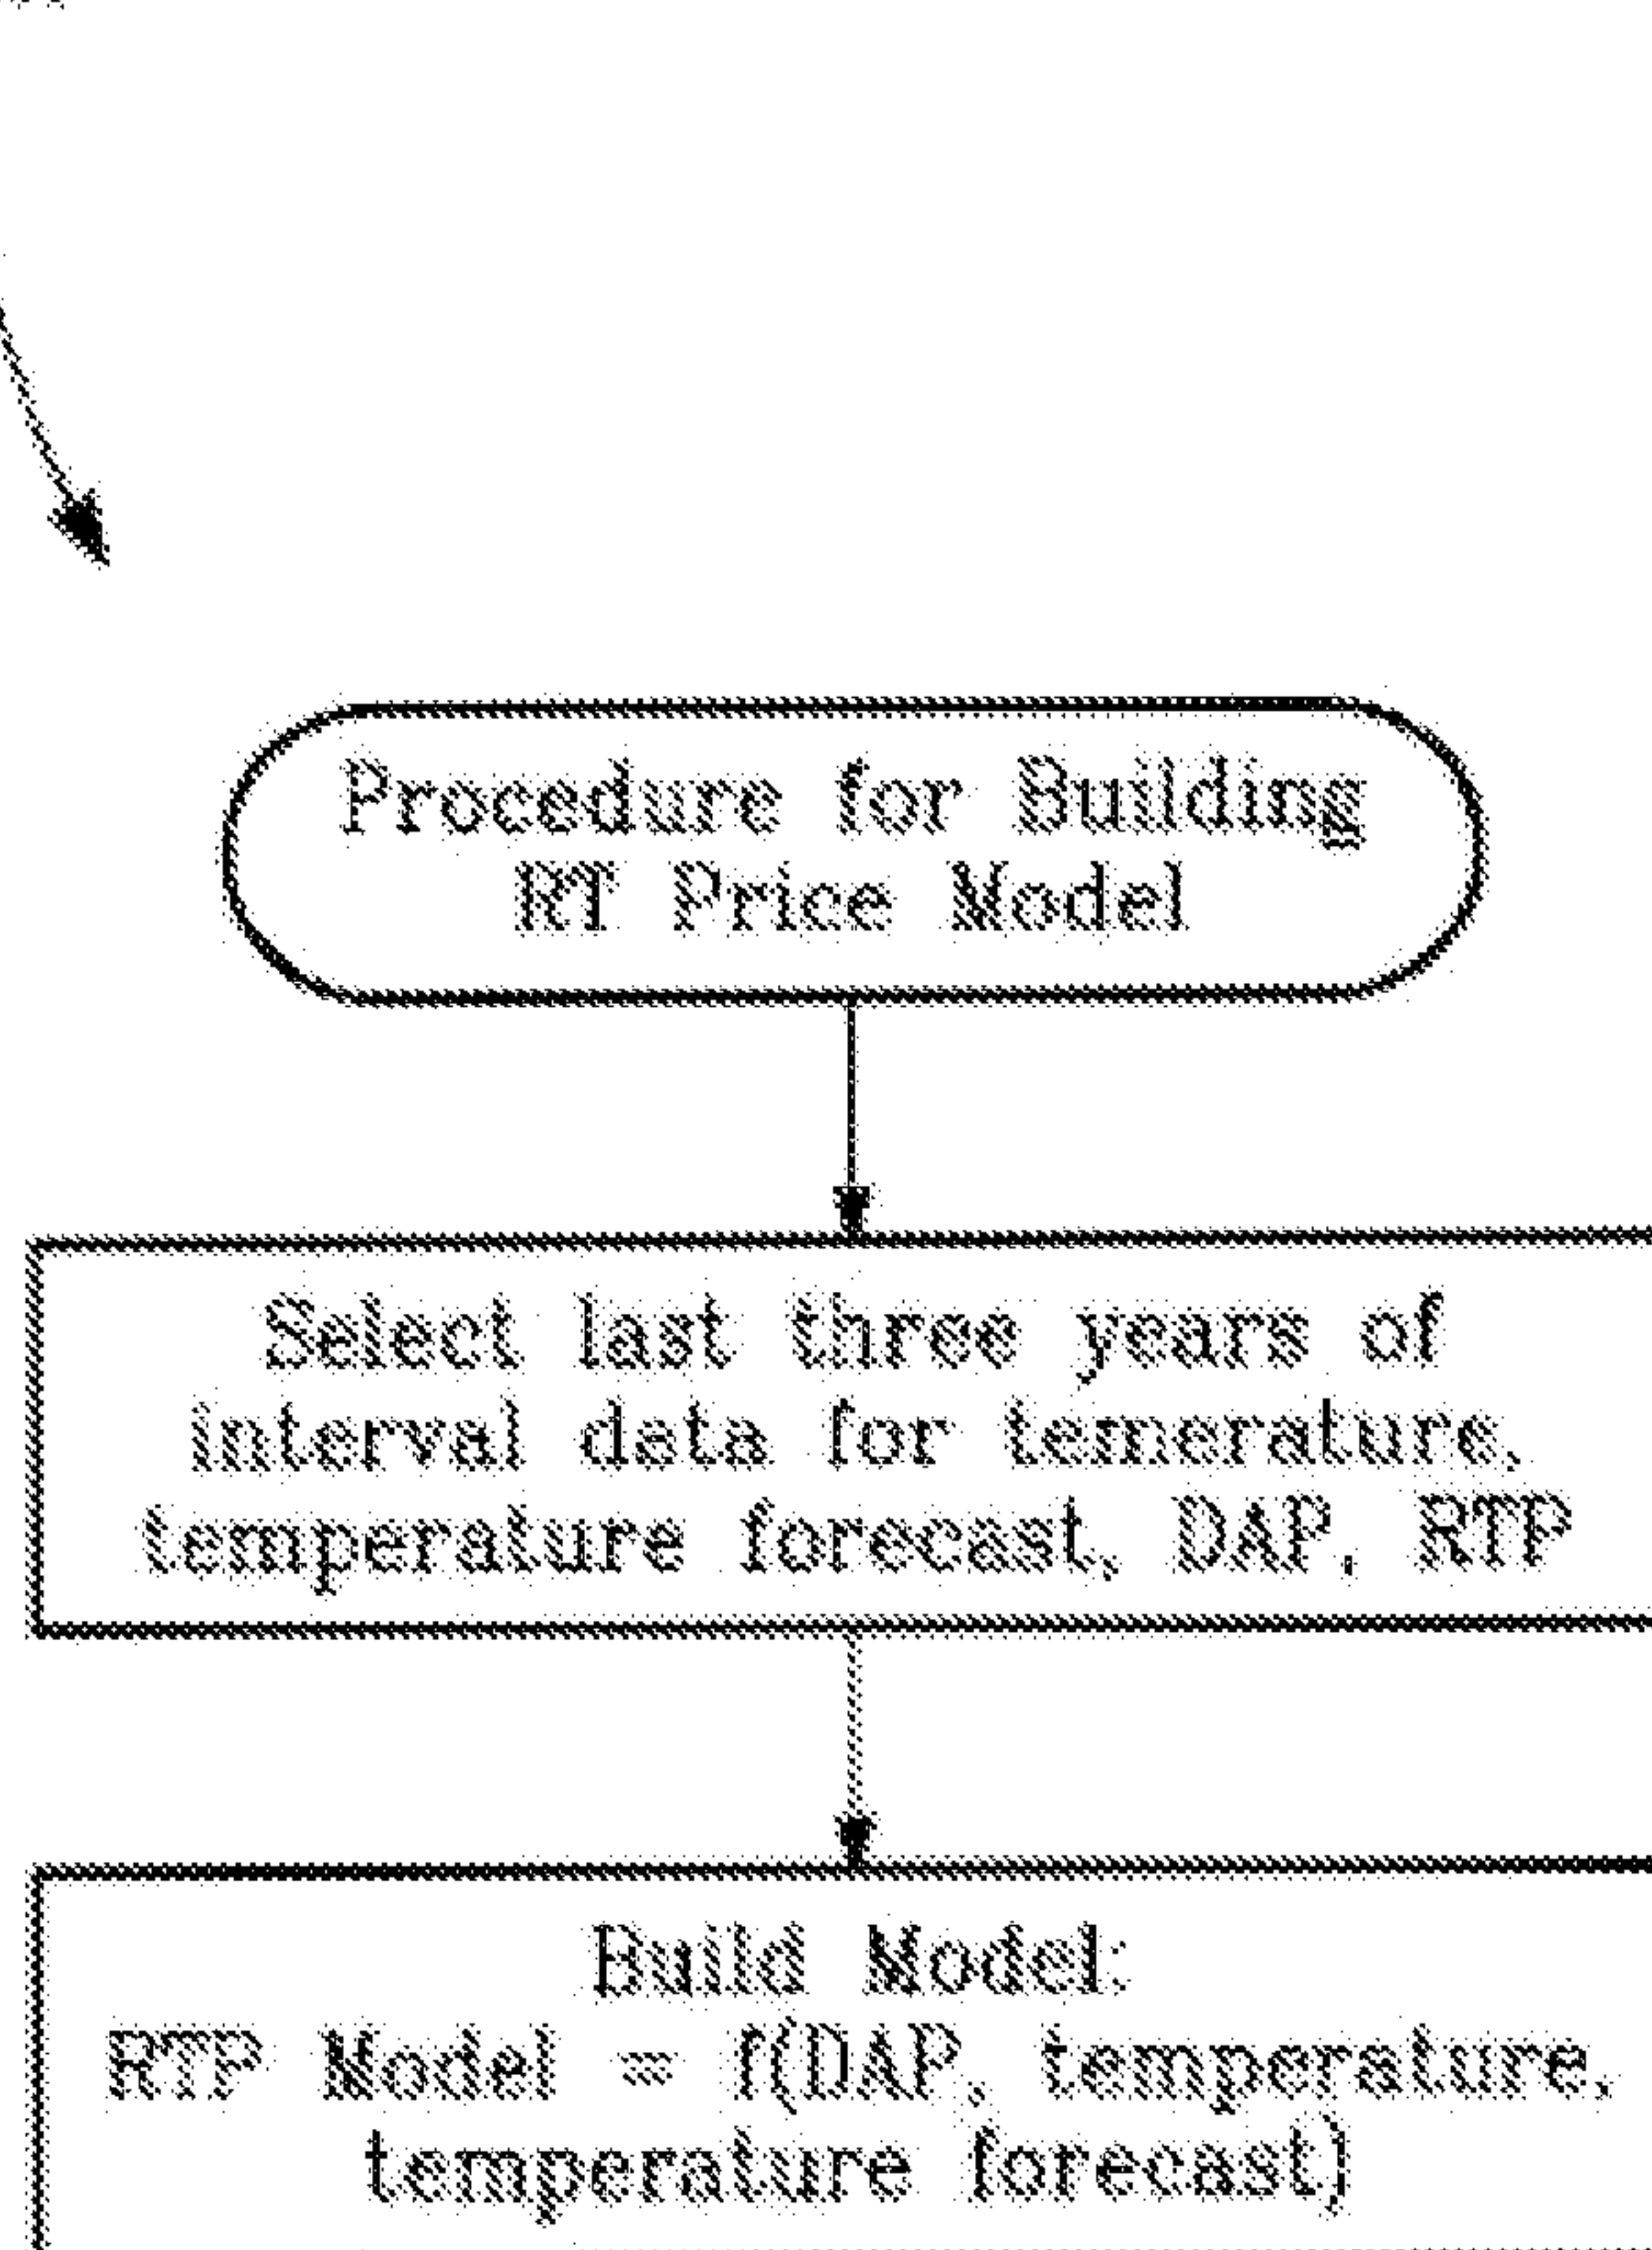 Procedure for Building
RT Price Model
Select last three years of
interval data for temerature,
temperature forecast, DAP, RTP
Build Model:
RTP Model = f(DAP, temperature,
temperature forecast)